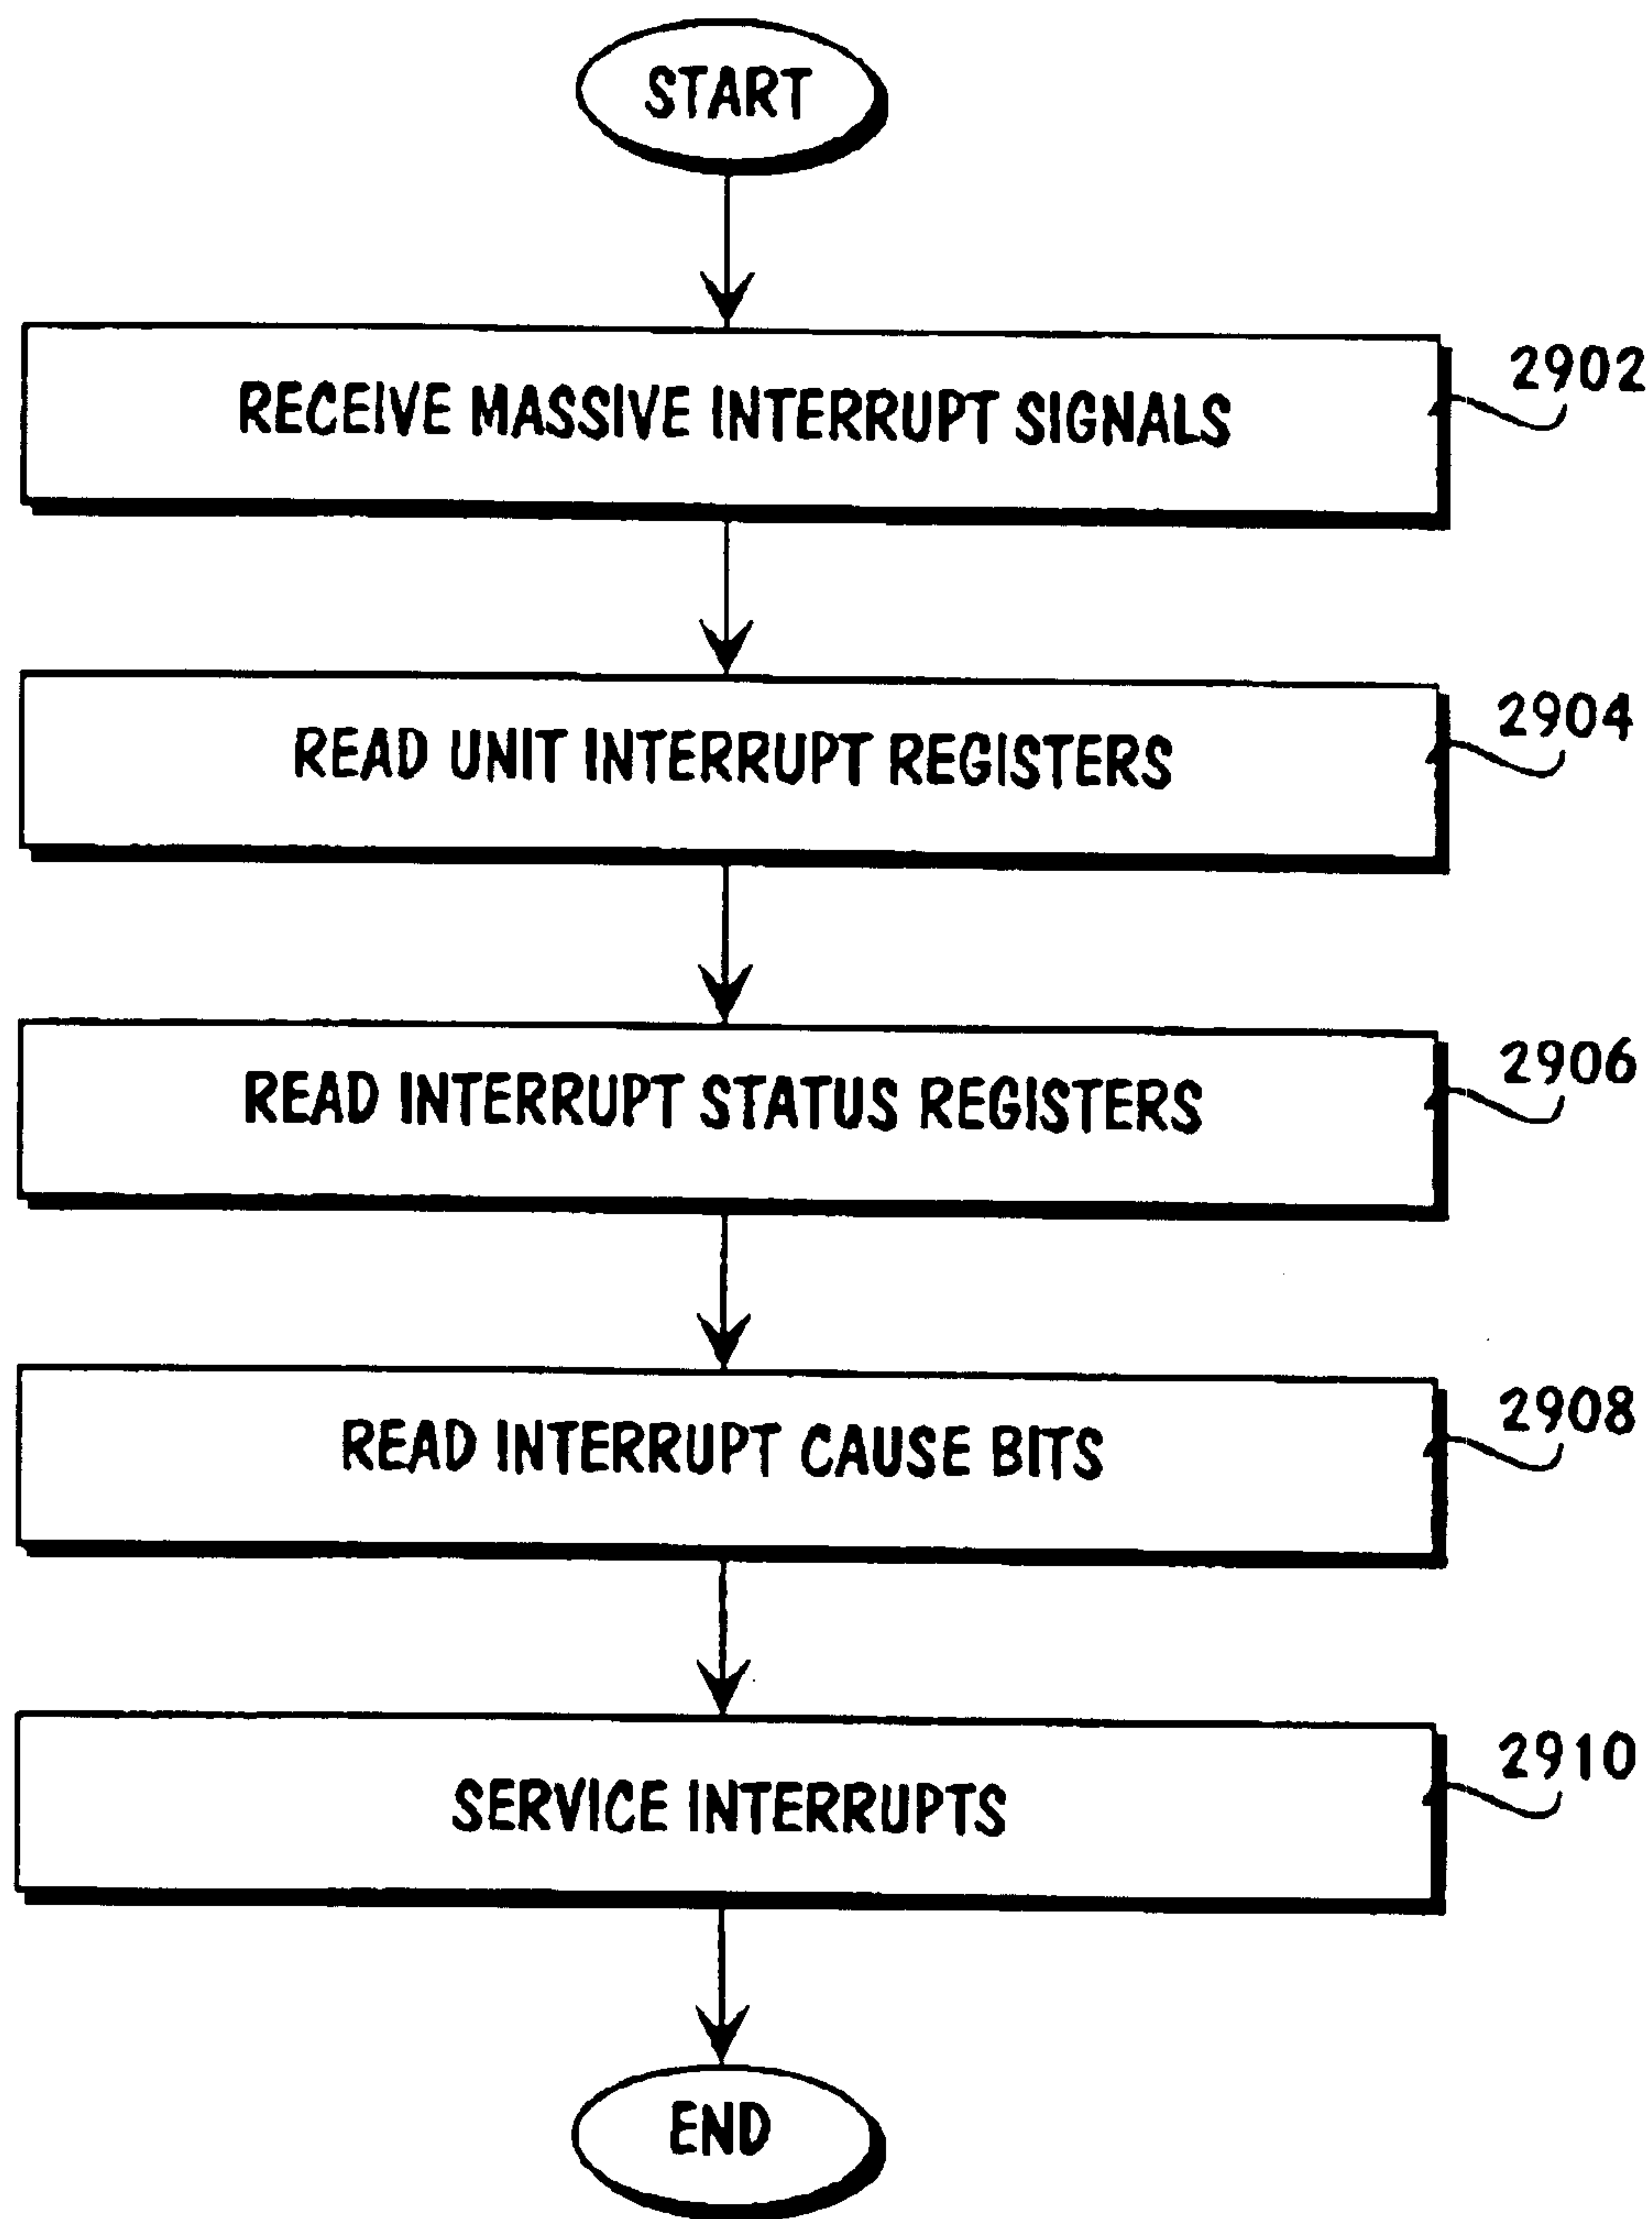 START
RECEIVE MASSIVE INTERRUPT SIGNALS
2902
READ UNIT INTERRUPT REGISTERS
2904
READ INTERRUPT STATUS REGISTERS
2906
READ INTERRUPT CAUSE BITS
2908
SERVICE INTERRUPTS
2910
END